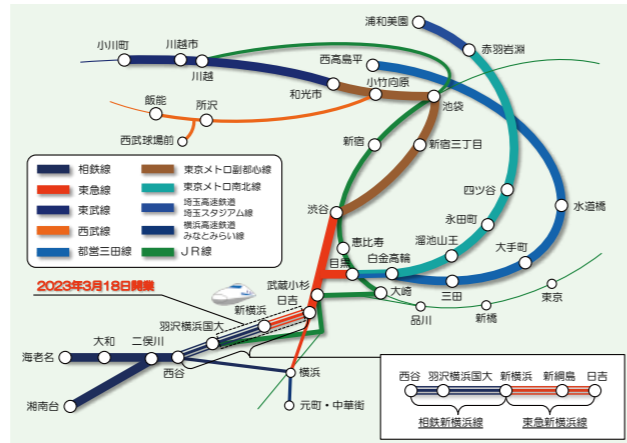 浦和美園
小川町
川越市
西高島平
赤羽岩淵
川越
和光市
小竹向原
池袋
飯能
所沢
西武球場前
新宿
新宿三丁目
相鉄線
東急線
東武線
西武線
都営三田線
東京メトロ副都心線
東京メトロ南北線
埼玉高速鉄道
埼玉スタジアム線
横浜高速鉄道
みなとみらい線
JR線
四ツ谷
渋谷
永田町
水道橋
恵比寿
溜池山王
目黒
白金高輪
大手町
2023年3月18日開業
武蔵小杉
日吉
大崎
三田
東京
新横浜
品川
新橋
羽沢横浜国大
海老名
大和
二俣川
西谷
横浜
湘南台
元町・中華街
西谷 羽沢横浜国大 新横浜 新綱島 日吉
相鉄新横浜線 東急新横浜線